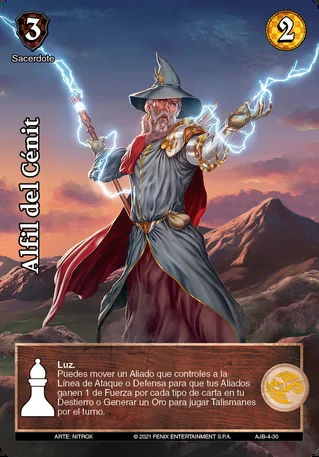 3
2
Sacerdote
Alfil del Cénit
Luz.
Puedes mover un Aliado que controles a la
Línea de Ataque o Defensa para que tus Aliados
ganen 1 de Fuerza por cada tipo de carta en tu
Destierro o Generar un Oro para jugar Talismanes
por el turno.
ARTE: NITROX
© 2021 FENIX ENTERTAINMENT S.P.A.
AJB-4-30